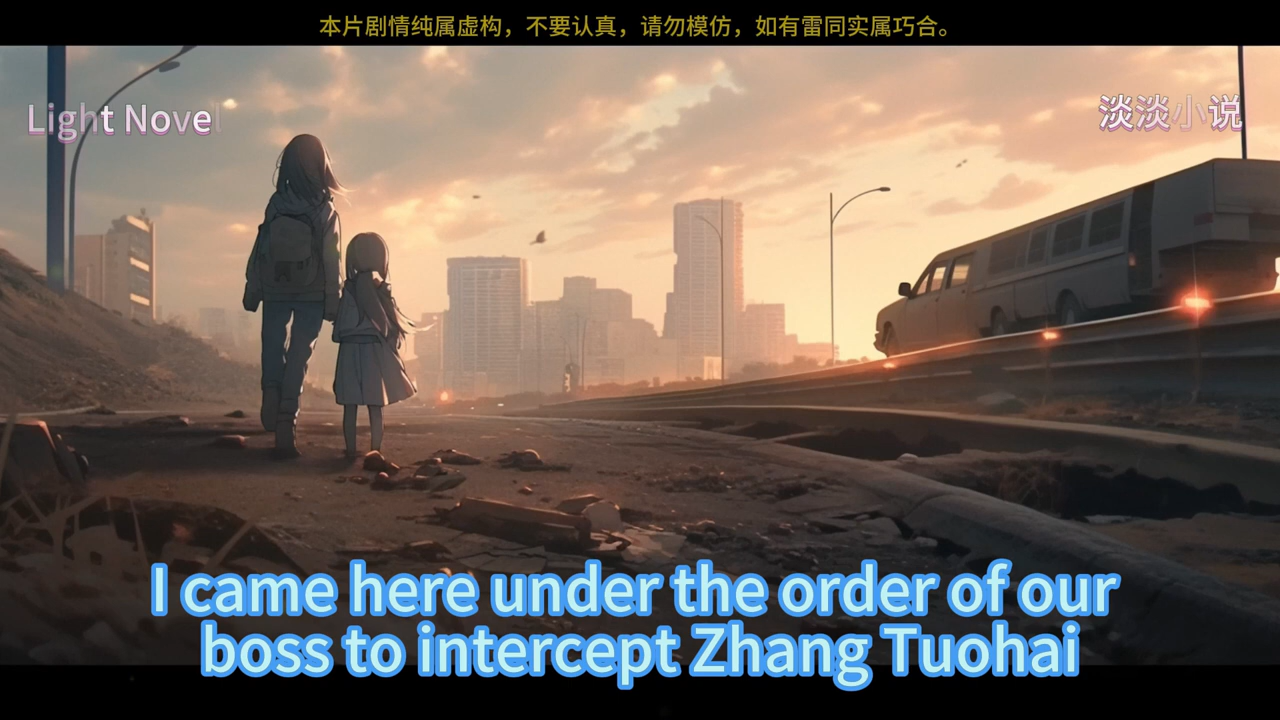 本片剧情纯属虚构，不要认真，请勿模仿，如有雷同实属巧合。
Light Novel
淡淡小说
I came here under the order of our
boss to intercept Zhang Tuohai